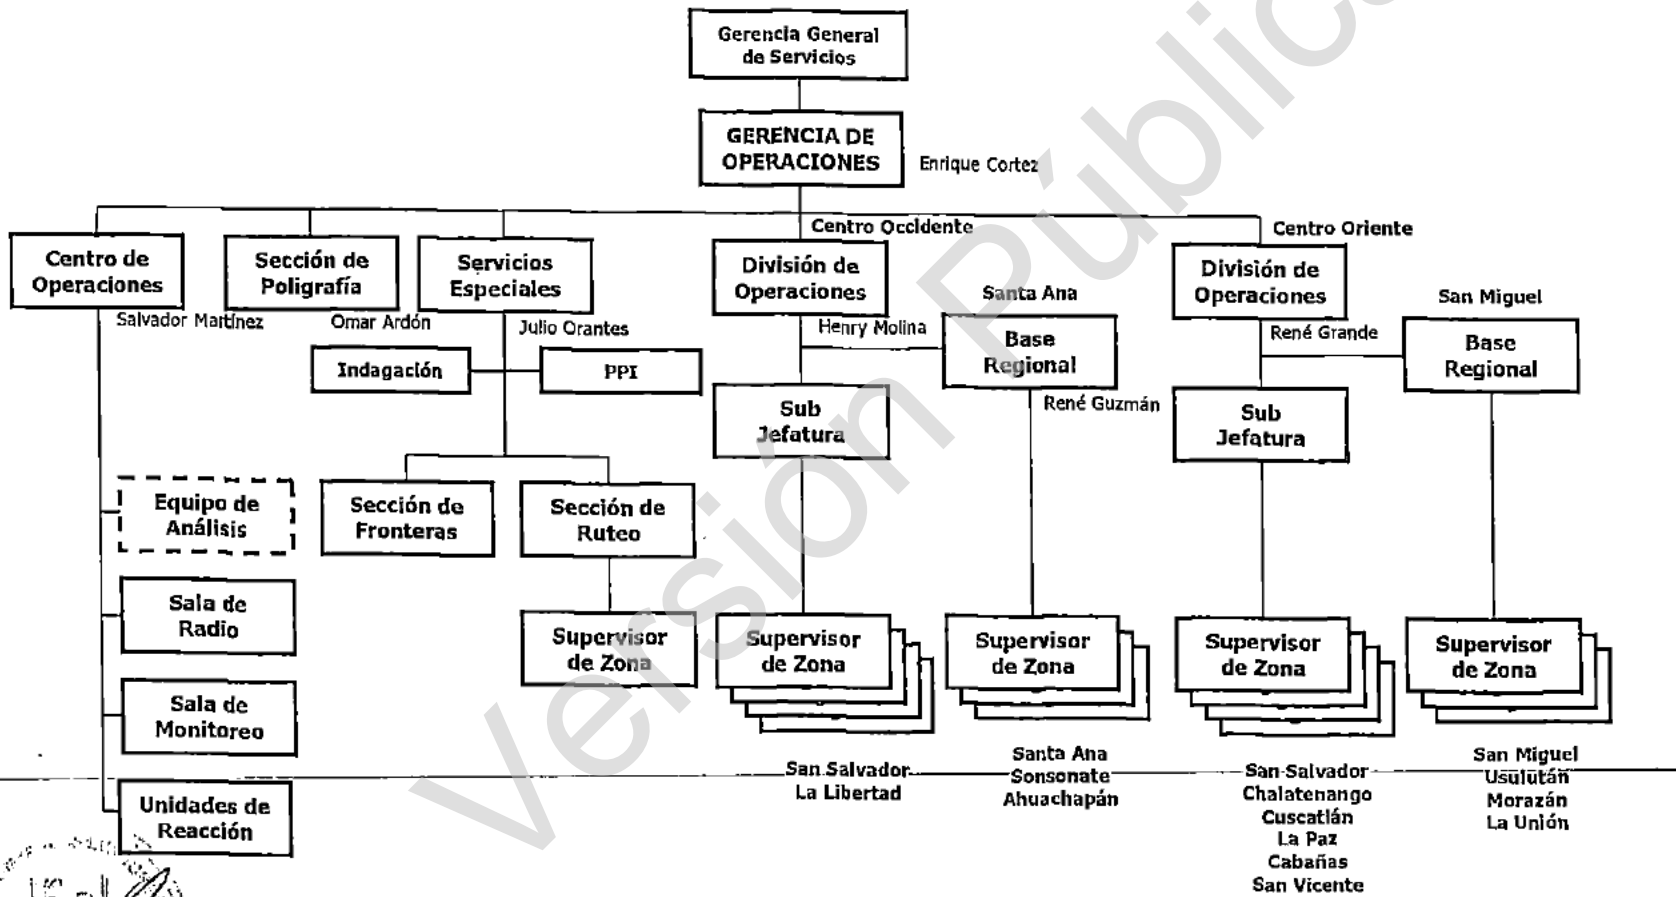 Gerencia General
de Servicios
GERENCIA DE
OPERACIONES
Enrique Cortez
Centro de
Operaciones
Salvador Martínez
Sección de
Poligrafía
Omar Ardón
Servicios
Especiales
Julio Orantes
Centro Occidente
División de
Operaciones
Henry Molina
Centro Oriente
División de
Operaciones
René Grande
Santa Ana
Base
Regional
René Guzmán
San Miguel
Base
Regional
Indagación
PPI
Sub
Jefatura
Sub
Jefatura
Equipo de
Análisis
Sección de
Fronteras
Sección de
Ruteo
Sala de
Radio
Supervisor
de Zona
Supervisor
de Zona
Supervisor
de Zona
Supervisor
de Zona
Supervisor
de Zona
Sala de
Monitoreo
Unidades de
Reacción
San Salvador
La Libertad
Santa Ana
Sonsonate
Ahuachapán
San Salvador
Chalatenango
Cuscatlán
La Paz
Cabañas
San Vicente
San Miguel
Usulután
Morazán
La Unión
Versión Pública